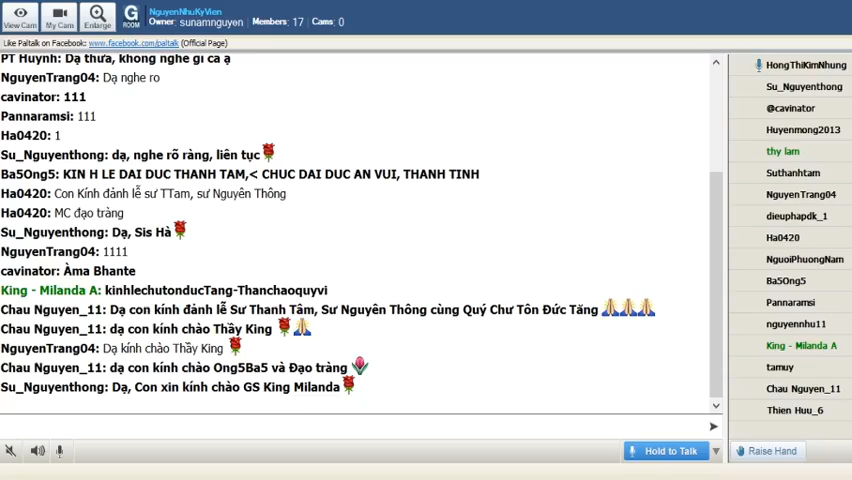 NguyenNhuKyVien
G
ROOM
Owner: sunamnguyen Members: 17 Cams: 0
View Cam My Cam Enlarge
Like Paltalk on Facebook: www.facebook.com/paltalk (Official Page)
PT Huynh: Dạ thưa, không nghe gì cả ạ
NguyenTrang04: Dạ nghe ro
cavinator: 111
Pannaramsi: 111
Ha0420: 1
Su_Nguyenthong: dạ, nghe rõ ràng, liên tục
Ba5Ong5: KIN H LE DAI DUC THANH TAM,< CHUC DAI DUC AN VUI, THANH TINH
Ha0420: Con Kính đảnh lễ sư TTam, sư Nguyên Thông
Ha0420: MC đạo tràng
Su_Nguyenthong: Dạ, Sis Hà
NguyenTrang04: 1111
cavinator: Àma Bhante
King - Milanda A: kinhlechutonducTang-Thanchaoquyvi
Chau Nguyen_11: Dạ con kính đảnh lễ Sư Thanh Tâm, Sư Nguyên Thông cùng Quý Chư Tôn Đức Tăng
Chau Nguyen_11: dạ con kính chào Thầy King
NguyenTrang04: Dạ kính chào Thầy King
Chau Nguyen_11: dạ con kính chào Ong5Ba5 và Đạo tràng
Su_Nguyenthong: Dạ, Con xin kính chào GS King Milanda
Hold to Talk
HongThiKimNhung
Su_Nguyenthong
@cavinator
Huyenmong2013
thy lam
Suthanhtam
NguyenTrang04
dieuphapdk_1
Ha0420
NguoiPhuongNam
Ba5Ong5
Pannaramsi
nguyennhu11
King - Milanda A
tamuy
Chau Nguyen_11
Thien Huu_6
Raise Hand